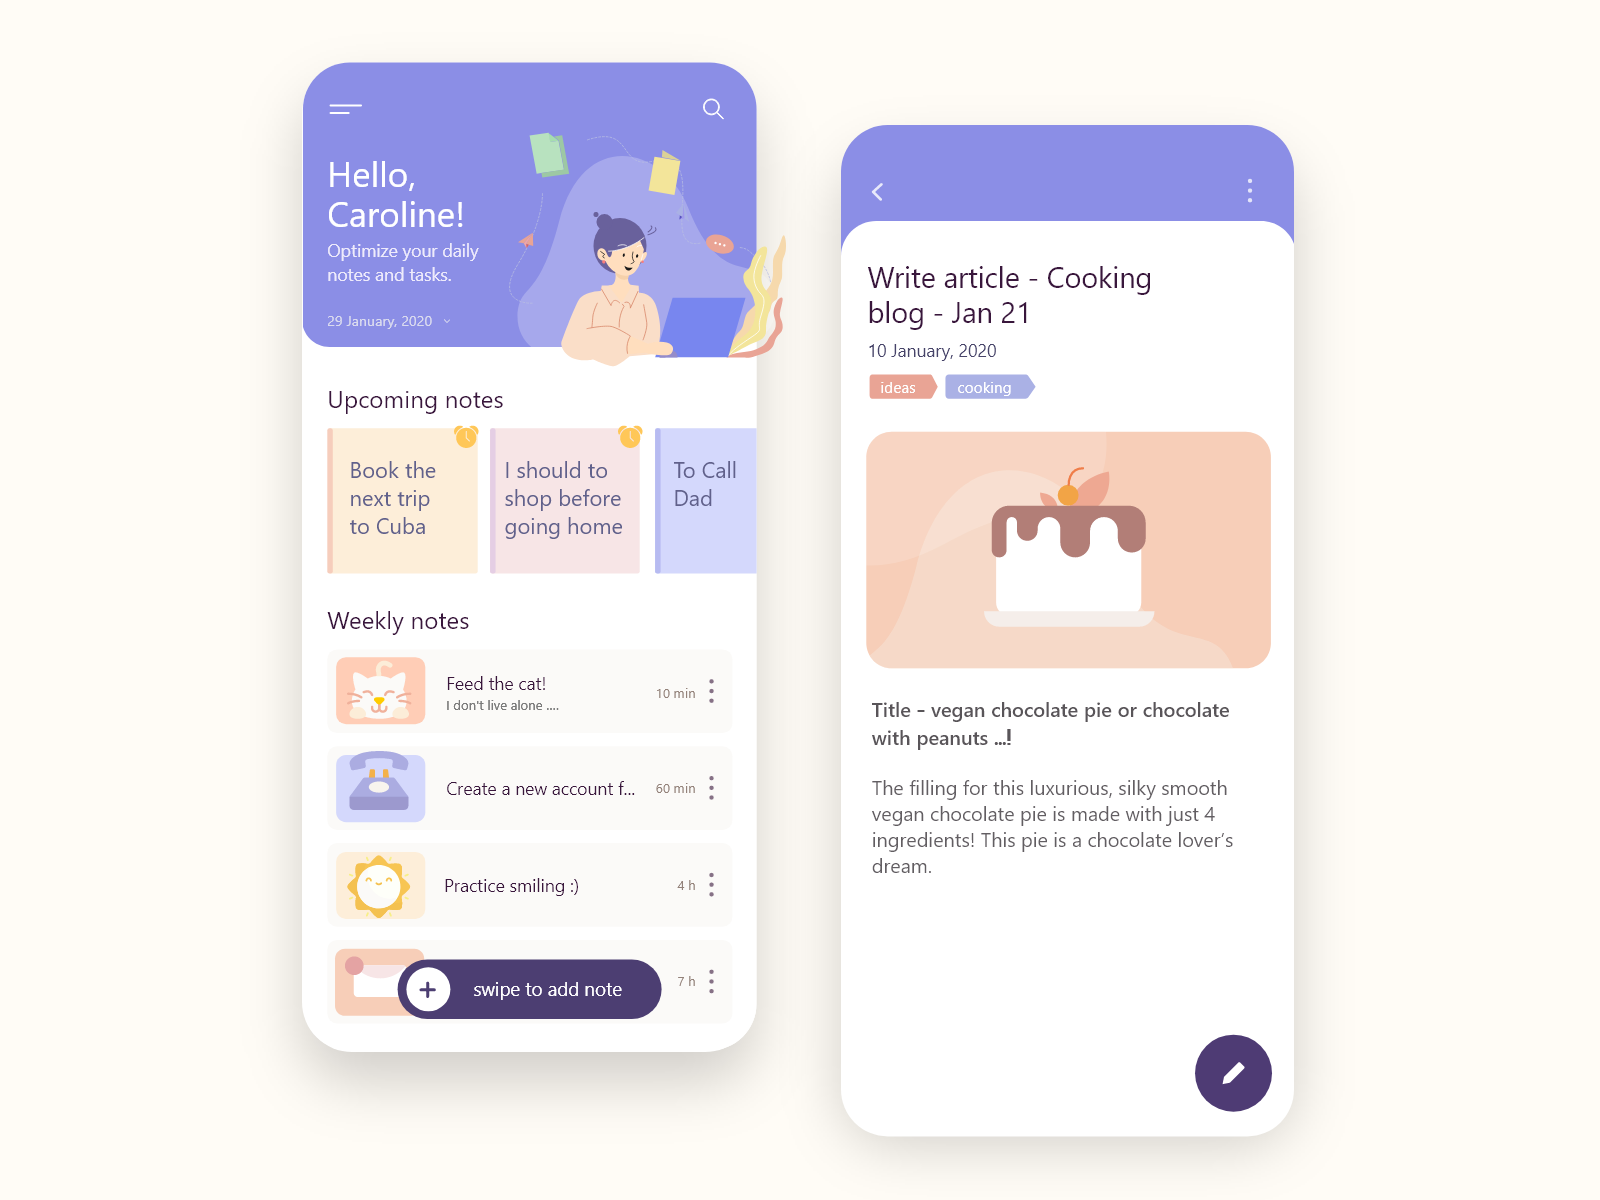 Hello,
Caroline!
Optimize your daily
notes and tasks.
29 January, 2020
Upcoming notes
Book the
next trip
to Cuba
I should to
shop before
going home
To Call
Dad
Weekly notes
Feed the cat!
I don't live alone ....
10 min
Create a new account f...
60 min
Practice smiling :)
4 h
7 h
swipe to add note
Write article - Cooking
blog - Jan 21
10 January, 2020
ideas
cooking
Title - vegan chocolate pie or chocolate
with peanuts ...!
The filling for this luxurious, silky smooth
vegan chocolate pie is made with just 4
ingredients! This pie is a chocolate lover’s
dream.